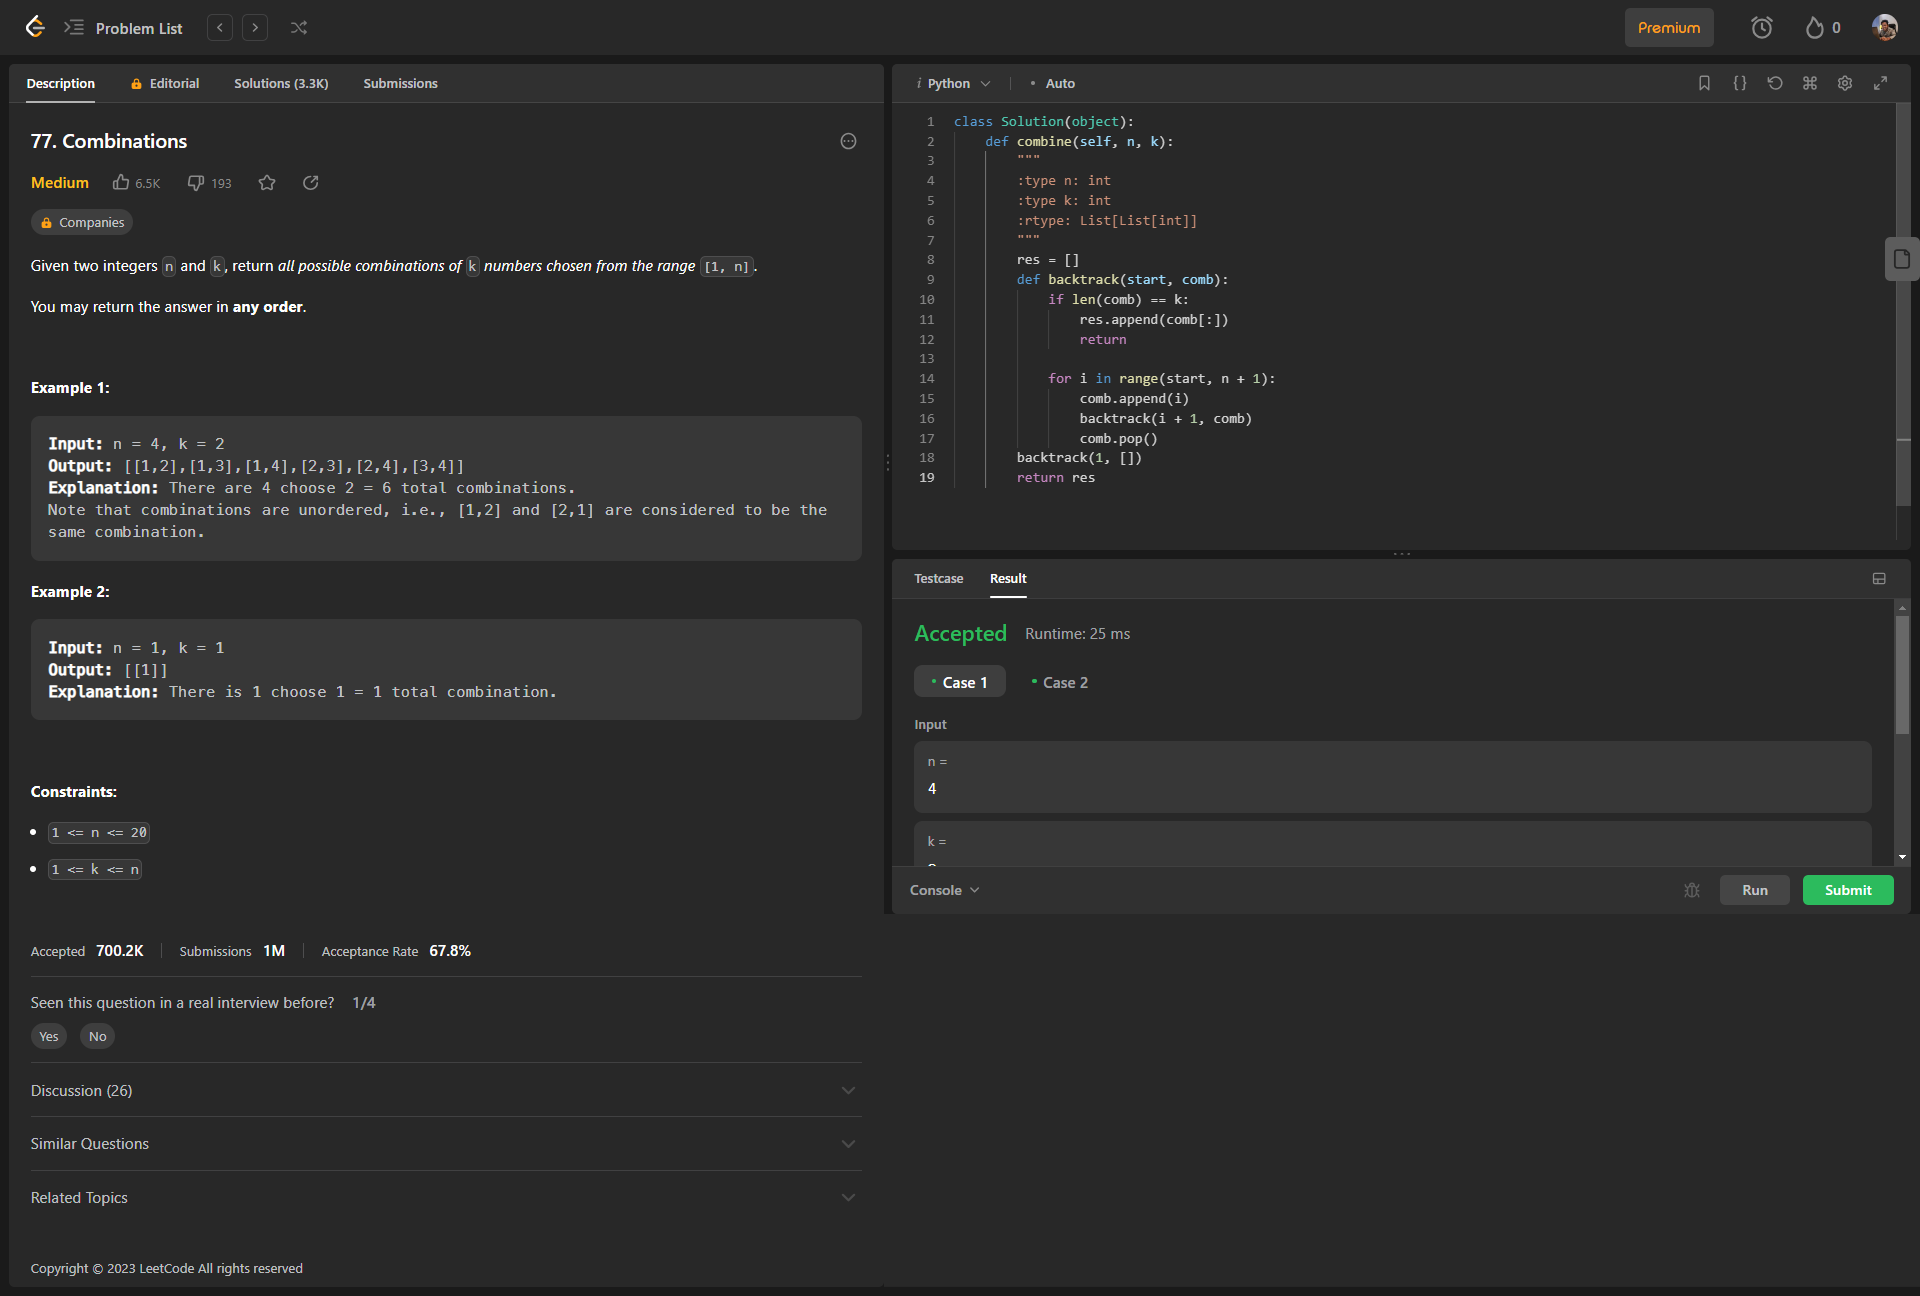 Problem List
Premium
0
Description
Editorial
Solutions (3.3K)
Submissions
77. Combinations
Medium
6.5K
193
Companies
Given two integers n and k, return all possible combinations of k numbers chosen from the range [1, n].
You may return the answer in any order.
Example 1:
Input: n = 4, k = 2
Output: [[1,2],[1,3],[1,4],[2,3],[2,4],[3,4]]
Explanation: There are 4 choose 2 = 6 total combinations.
Note that combinations are unordered, i.e., [1,2] and [2,1] are considered to be the
same combination.
Example 2:
Input: n = 1, k = 1
Output: [[1]]
Explanation: There is 1 choose 1 = 1 total combination.
Constraints:
1 <= n <= 20
1 <= k <= n
Accepted 700.2K
Submissions 1M
Acceptance Rate 67.8%
Seen this question in a real interview before? 1/4
Yes
No
Discussion (26)
Similar Questions
Related Topics
Copyright © 2023 LeetCode All rights reserved
i Python
Auto
1 class Solution(object):
2     def combine(self, n, k):
3         """
4         :type n: int
5         :type k: int
6         :rtype: List[List[int]]
7         """
8         res = []
9         def backtrack(start, comb):
10             if len(comb) == k:
11                 res.append(comb[:])
12                 return
13
14             for i in range(start, n + 1):
15                 comb.append(i)
16                 backtrack(i + 1, comb)
17                 comb.pop()
18         backtrack(1, [])
19         return res
Testcase
Result
Accepted Runtime: 25 ms
Case 1
Case 2
Input
n =
4
k =
Console
Run
Submit